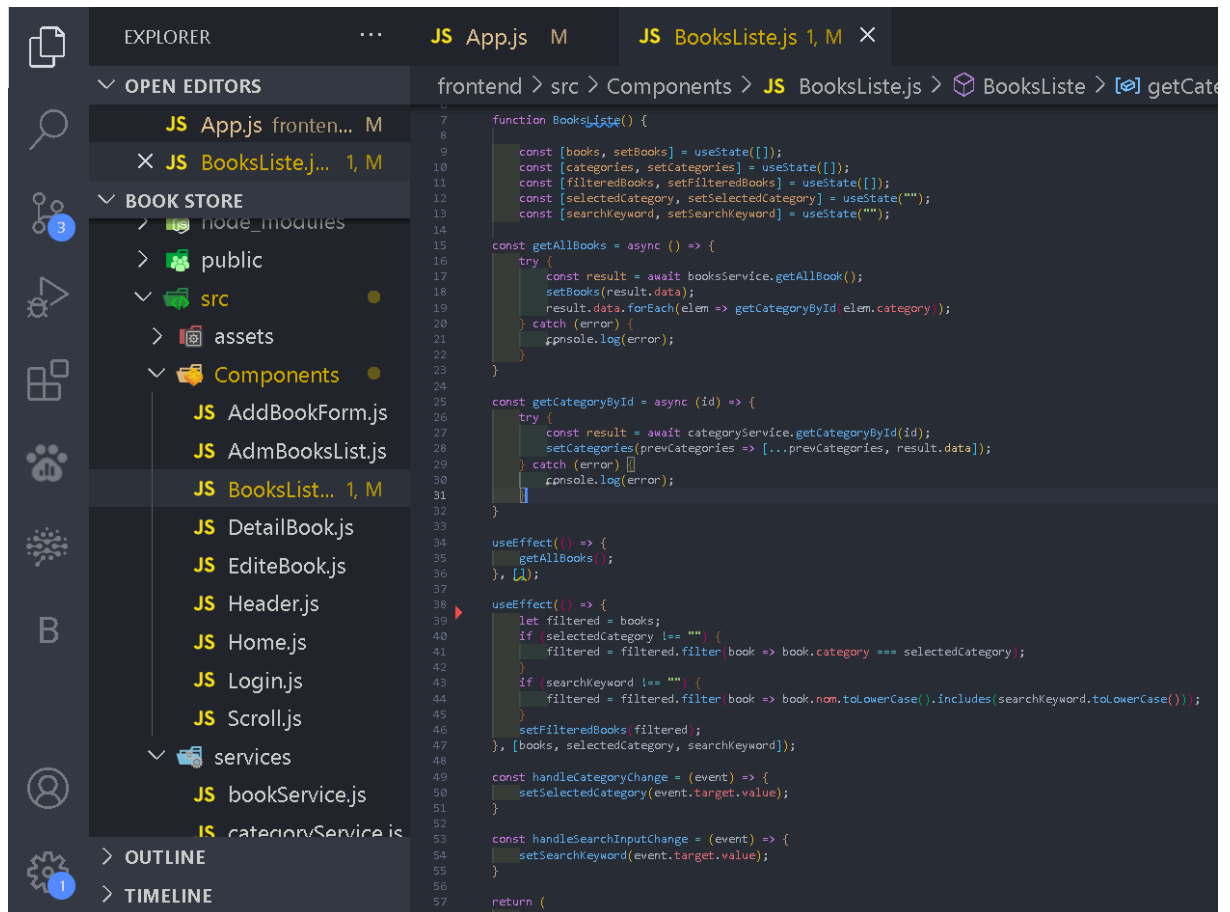 EXPLORER ···
OPEN EDITORS
JS App.js fronten... M
JS BooksListe.j... 1, M
BOOK STORE
node_modules
public
src
assets
Components
JS AddBookForm.js
JS AdmBooksList.js
JS BooksList... 1, M
JS DetailBook.js
JS EditeBook.js
JS Header.js
JS Home.js
JS Login.js
JS Scroll.js
services
JS bookService.js
JS categoryService.js
OUTLINE
TIMELINE
3
B
1
JS App.js M
JS BooksListe.js 1, M
frontend > src > Components > JS BooksListe.js > BooksListe > getCate
6
7 function BooksListe() {
8
9 const [books, setBooks] = useState([]);
10 const [categories, setCategories] = useState([]);
11 const [filteredBooks, setFilteredBooks] = useState([]);
12 const [selectedCategory, setSelectedCategory] = useState("");
13 const [searchKeyword, setSearchKeyword] = useState("");
14
15 const getAllBooks = async () => {
16 try {
17 const result = await booksService.getAllBook();
18 setBooks(result.data);
19 result.data.forEach(elem => getCategoryById(elem.category));
20 } catch (error) {
21 console.log(error);
22 }
23 }
24
25 const getCategoryById = async (id) => {
26 try {
27 const result = await categoryService.getCategoryById(id);
28 setCategories(prevCategories => [...prevCategories, result.data]);
29 } catch (error) {
30 console.log(error);
31 }
32 }
33
34 useEffect(() => {
35 getAllBooks();
36 }, []);
37
38 useEffect(() => {
39 let filtered = books;
40 if (selectedCategory !== "") {
41 filtered = filtered.filter(book => book.category === selectedCategory);
42 }
43 if (searchKeyword !== "") {
44 filtered = filtered.filter(book => book.nom.toLowerCase().includes(searchKeyword.toLowerCase()));
45 }
46 setFilteredBooks(filtered);
47 }, [books, selectedCategory, searchKeyword]);
48
49 const handleCategoryChange = (event) => {
50 setSelectedCategory(event.target.value);
51 }
52
53 const handleSearchInputChange = (event) => {
54 setSearchKeyword(event.target.value);
55 }
56
57 return (